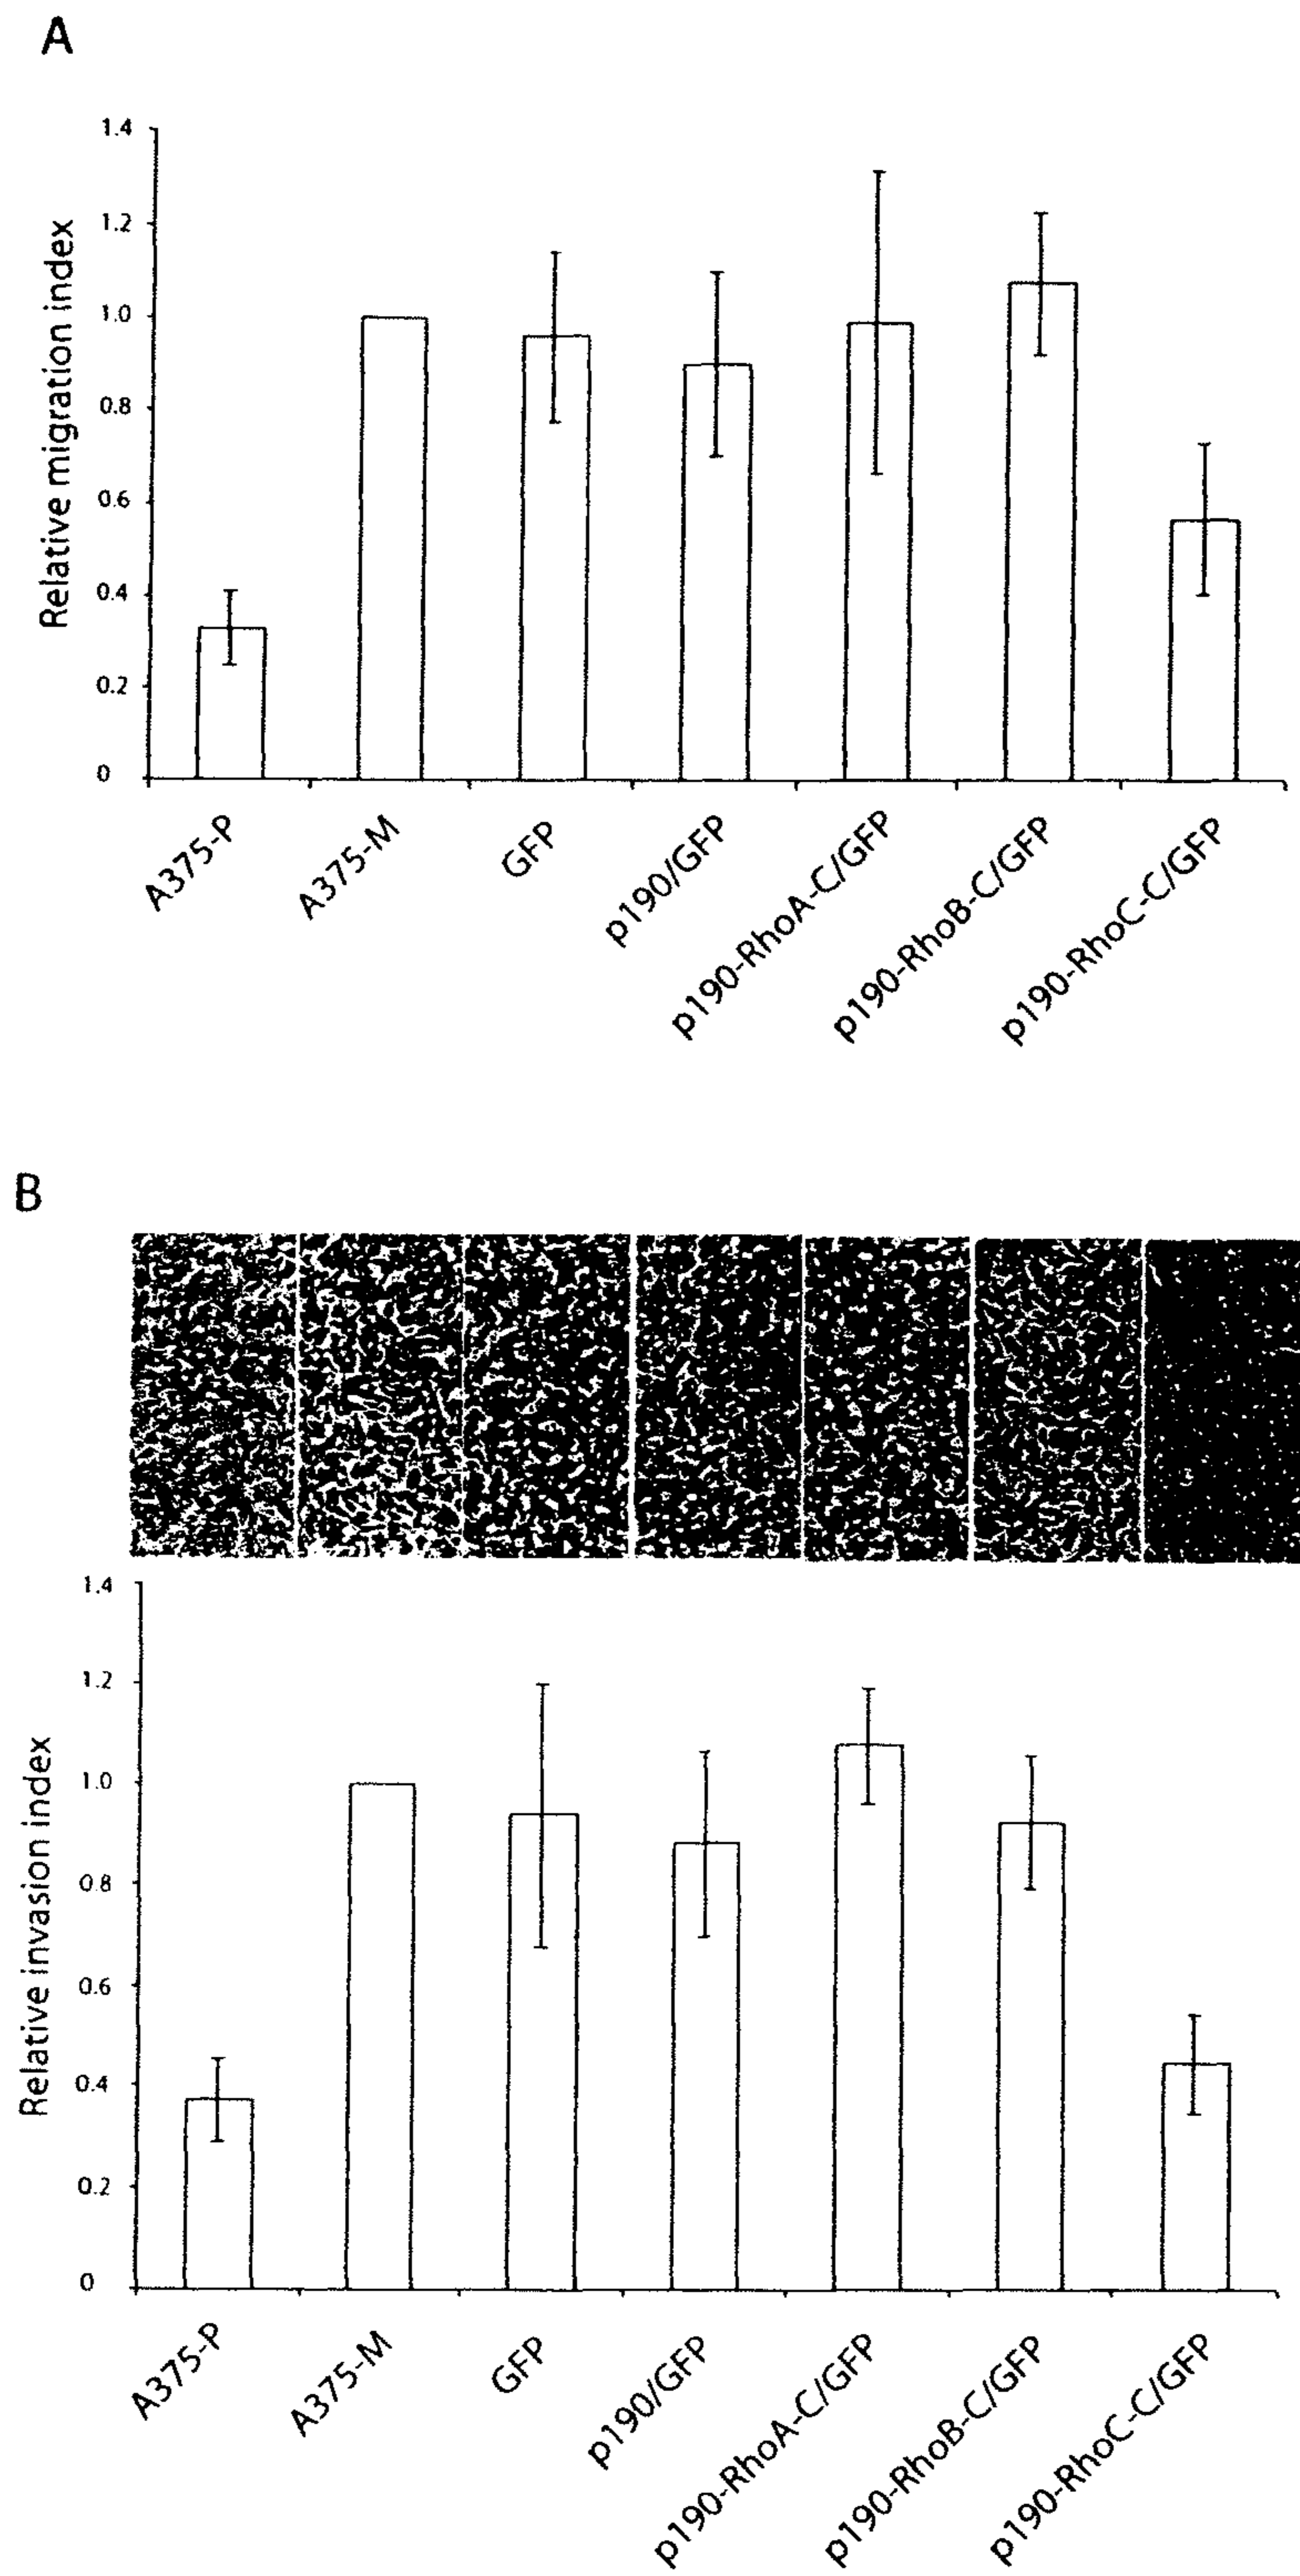 A
Relative migration index
1.4
1.2
1.0
0.8
0.6
0.4
0.2
0
A375-P
A375-M
GFP
p190/GFP
p190-RhoA-C/GFP
p190-RhoB-C/GFP
p190-RhoC-C/GFP
B
Relative invasion index
1.4
1.2
1.0
0.8
0.6
0.4
0.2
0
A375-P
A375-M
GFP
p190/GFP
p190-RhoA-C/GFP
p190-RhoB-C/GFP
p190-RhoC-C/GFP